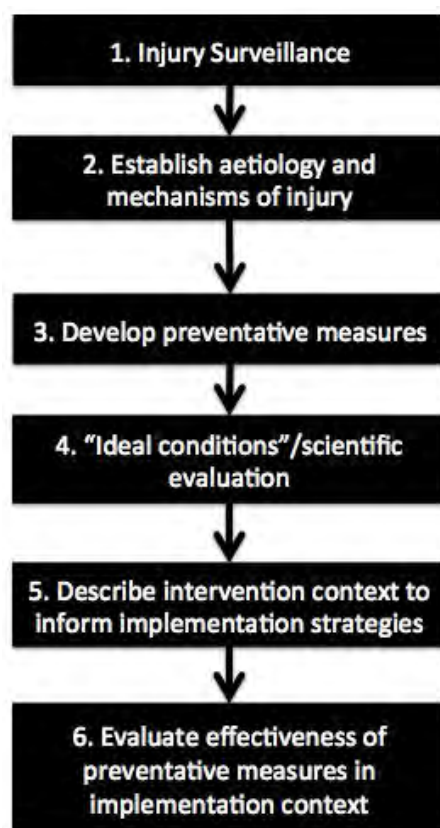 1. Injury Surveillance
2. Establish aetiology and
mechanisms of injury
3. Develop preventative measures
4. “Ideal conditions”/scientific
evaluation
5. Describe intervention context to
inform implementation strategies
6. Evaluate effectiveness of
preventative measures in
implementation context